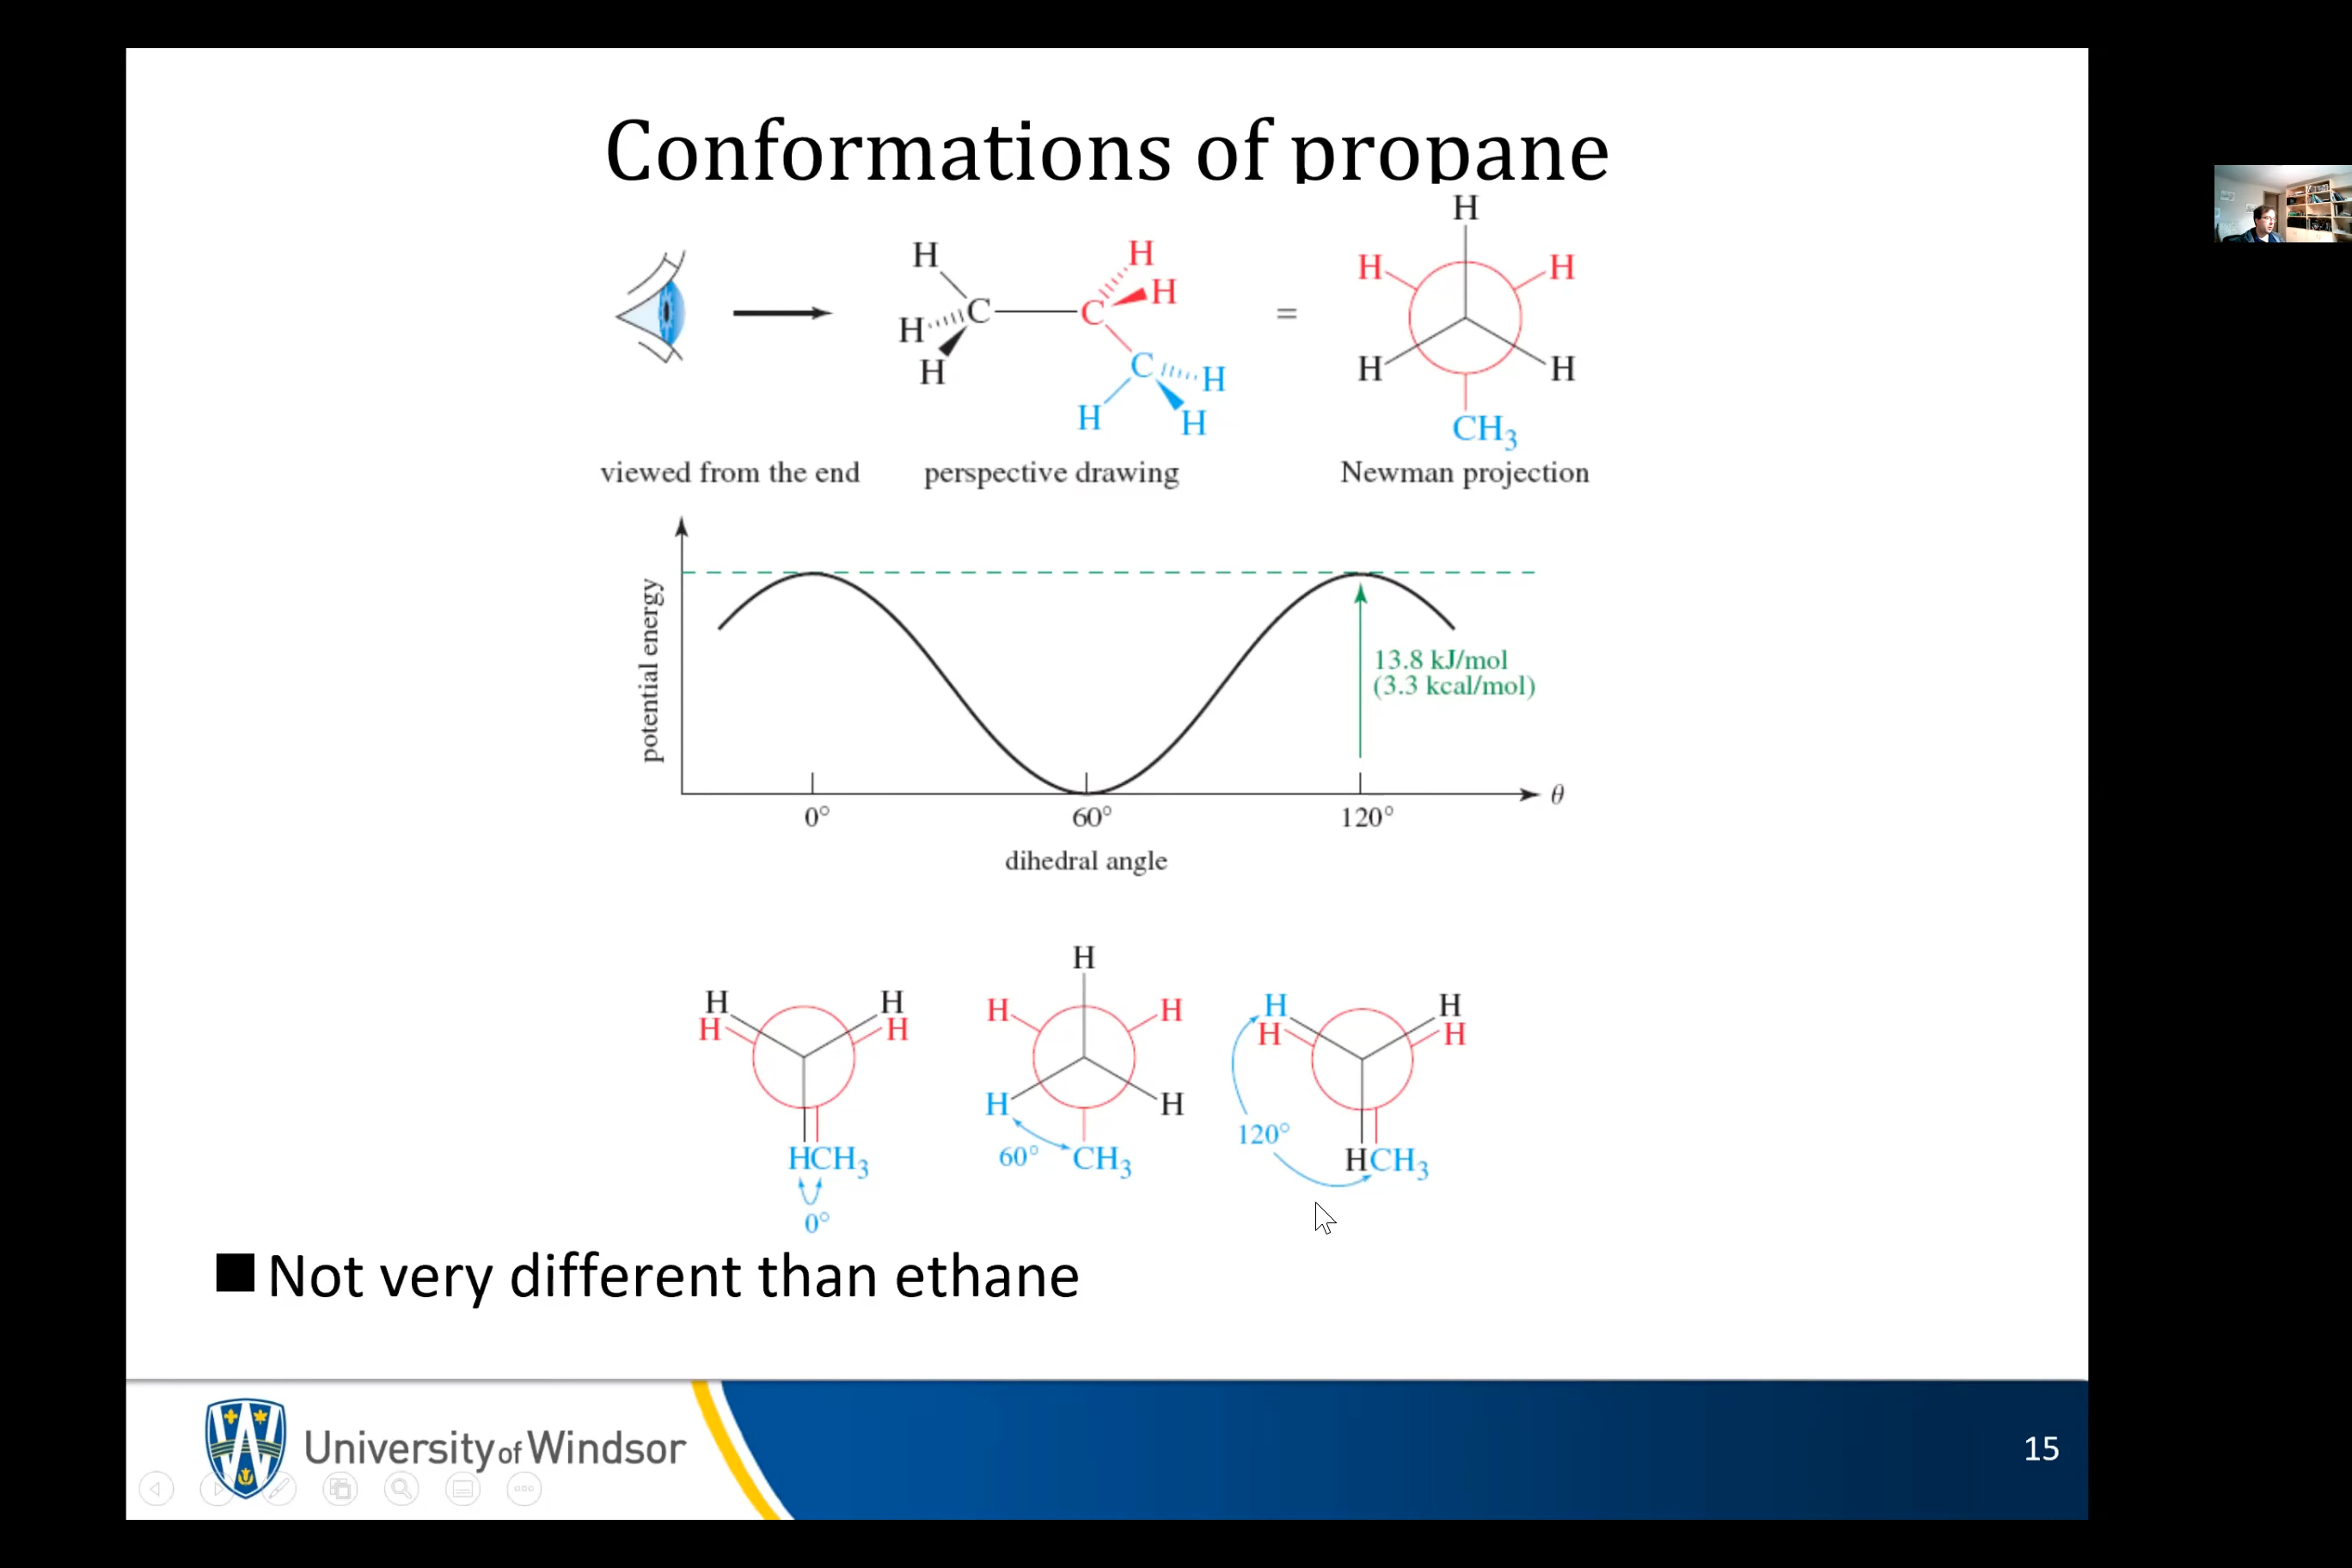 Conformations of propane
H
H
H
H
C
C
H
H
C
H
H
H
=
H
H
H
H
H
CH3
viewed from the end
perspective drawing
Newman projection
potential energy
13.8 kJ/mol
(3.3 kcal/mol)
0°
60°
120°
θ
dihedral angle
H
H
H
H
HCH3
0°
H
H
H
H
H
60°
CH3
H
H
H
H
120°
HCH3
Not very different than ethane
University of Windsor
15